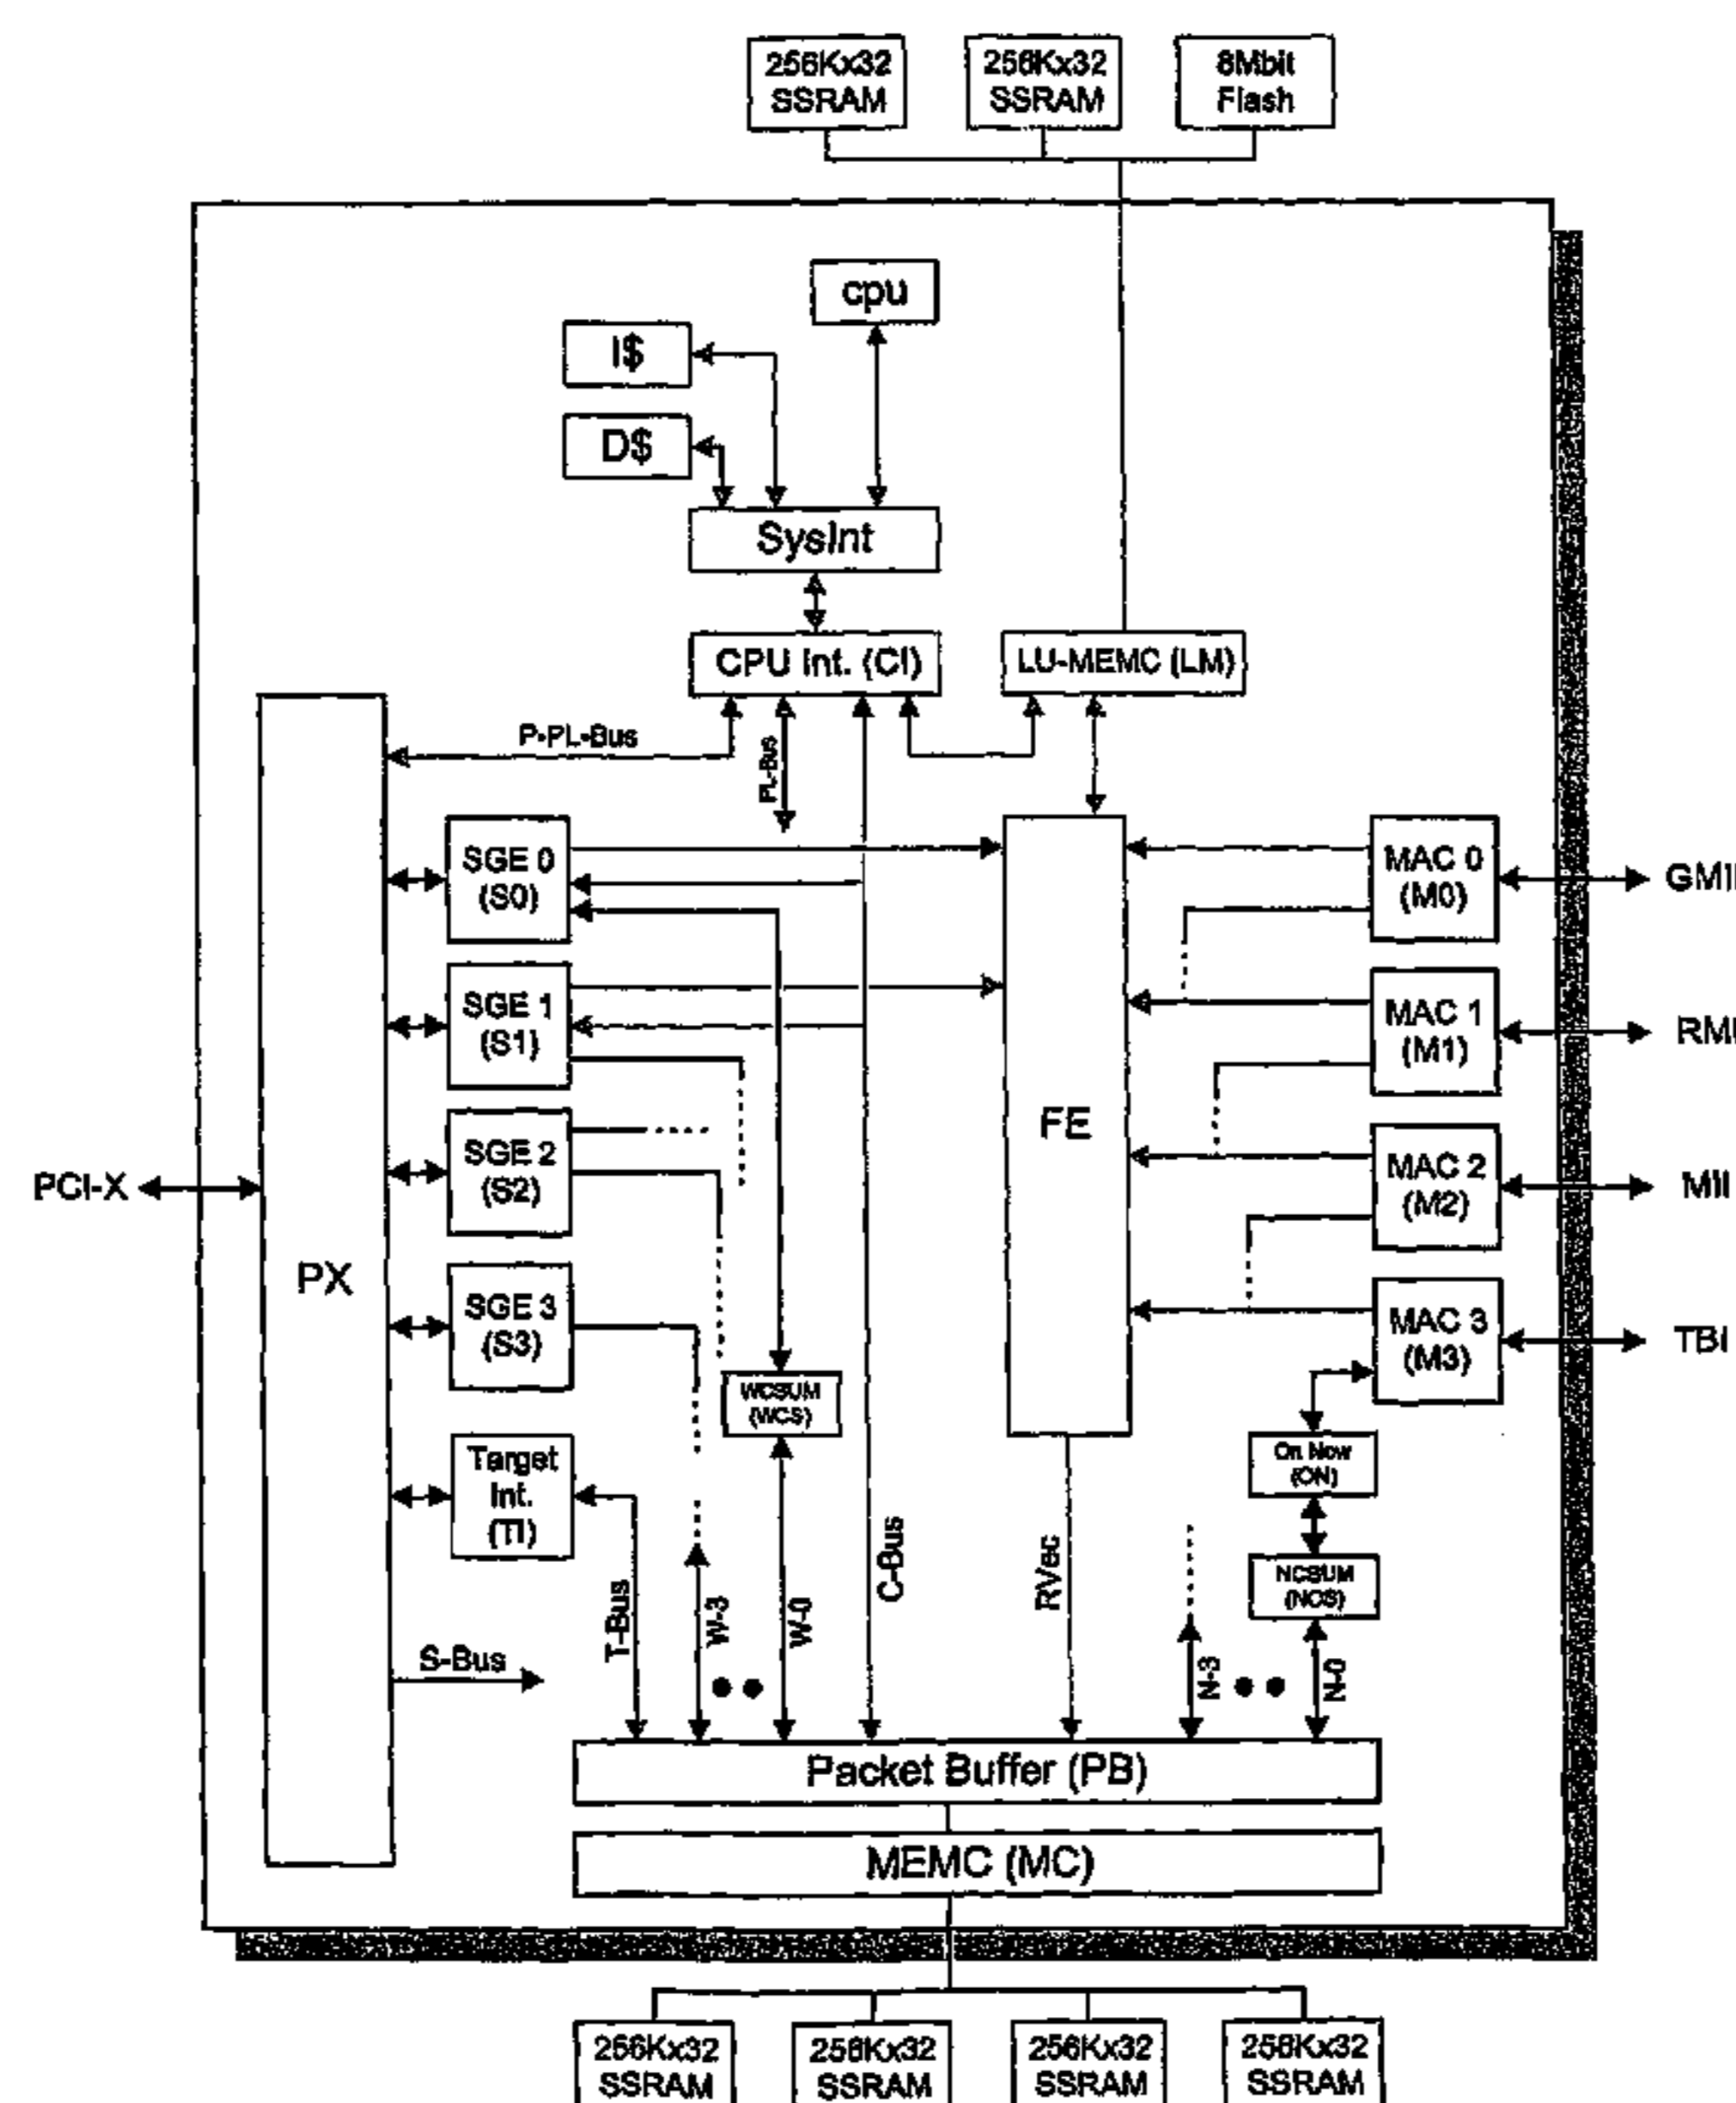 256Kx32
SSRAM
256Kx32
SSRAM
8Mbit
Flash
cpu
I$
D$
SysInt
CPU Int. (CI)
LU-MEMC (LM)
P-PL-Bus
PL-Bus
SGE 0
(S0)
MAC 0
(M0)
GMII
SGE 1
(S1)
MAC 1
(M1)
SGE 2
(S2)
FE
MAC 2
(M2)
MII
PCI-X
PX
SGE 3
(S3)
MAC 3
(M3)
TBI
WCSUM
(WCS)
On Now
(ON)
Target
Int.
(TI)
NCSUM
(NCS)
T-Bus
W-3
W-0
C-Bus
RVec
N-3
N-0
S-Bus
Packet Buffer (PB)
MEMC (MC)
256Kx32
SSRAM
256Kx32
SSRAM
256Kx32
SSRAM
256Kx32
SSRAM